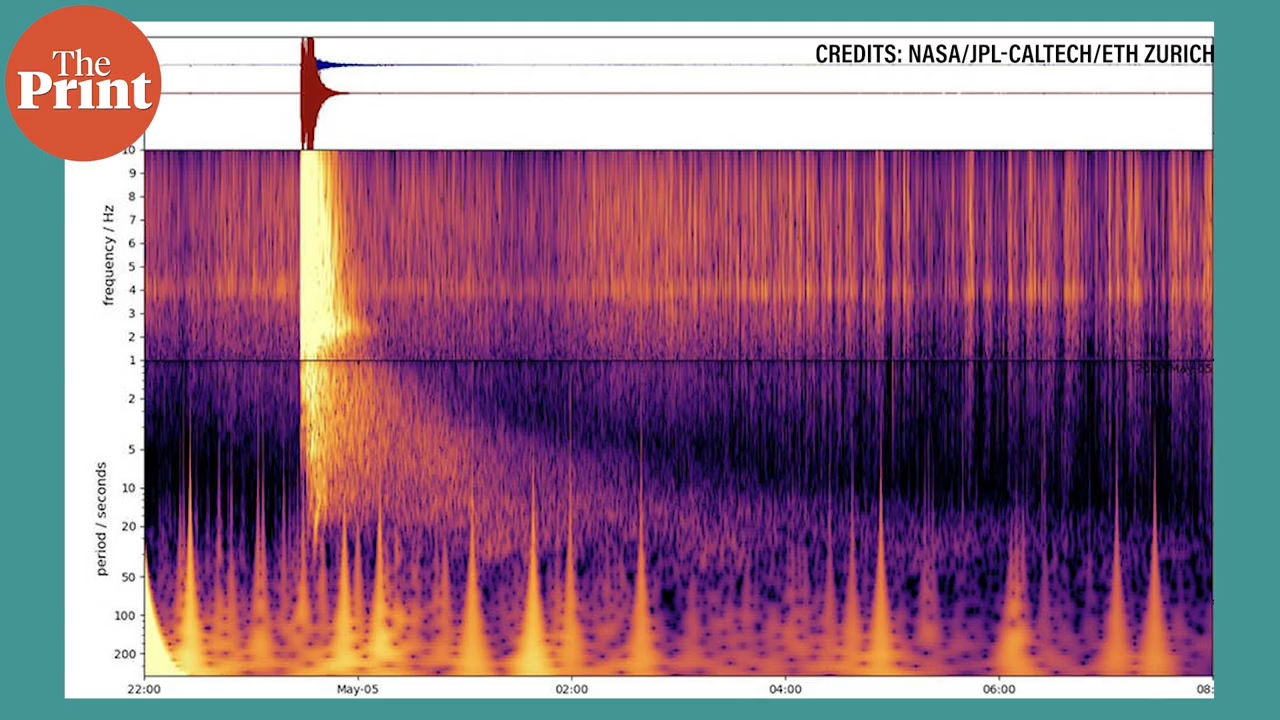 The
Print
CREDITS: NASA/JPL-CALTECH/ETH ZURICH
10
9
8
7
6
5
4
3
2
1
frequency / Hz
2
5
10
20
50
100
200
period / seconds
22:00 May-05 02:00 04:00 06:00 08: